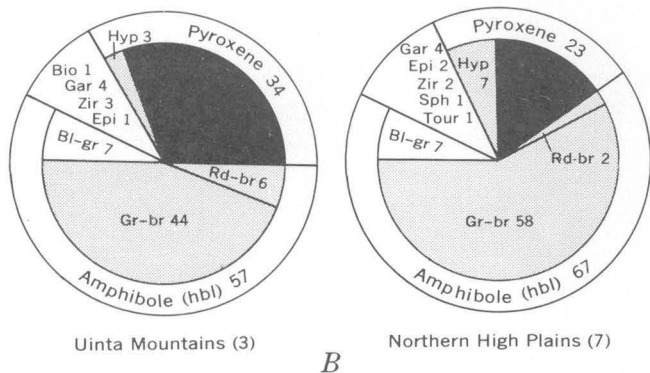 Hyp 3
Pyroxene 34
Bio 1
Gar 4
Zir 3
Epi 1
Bl-gr 7
Rd-br 6
Gr-br 44
Amphibole (hbl) 57
Uinta Mountains (3)
Pyroxene 23
Gar 4
Epi 2
Zir 2
Sph 1
Tour 1
Hyp
7
Bl-gr 7
Rd-br 2
Gr-br 58
Amphibole (hbl) 67
Northern High Plains (7)
B